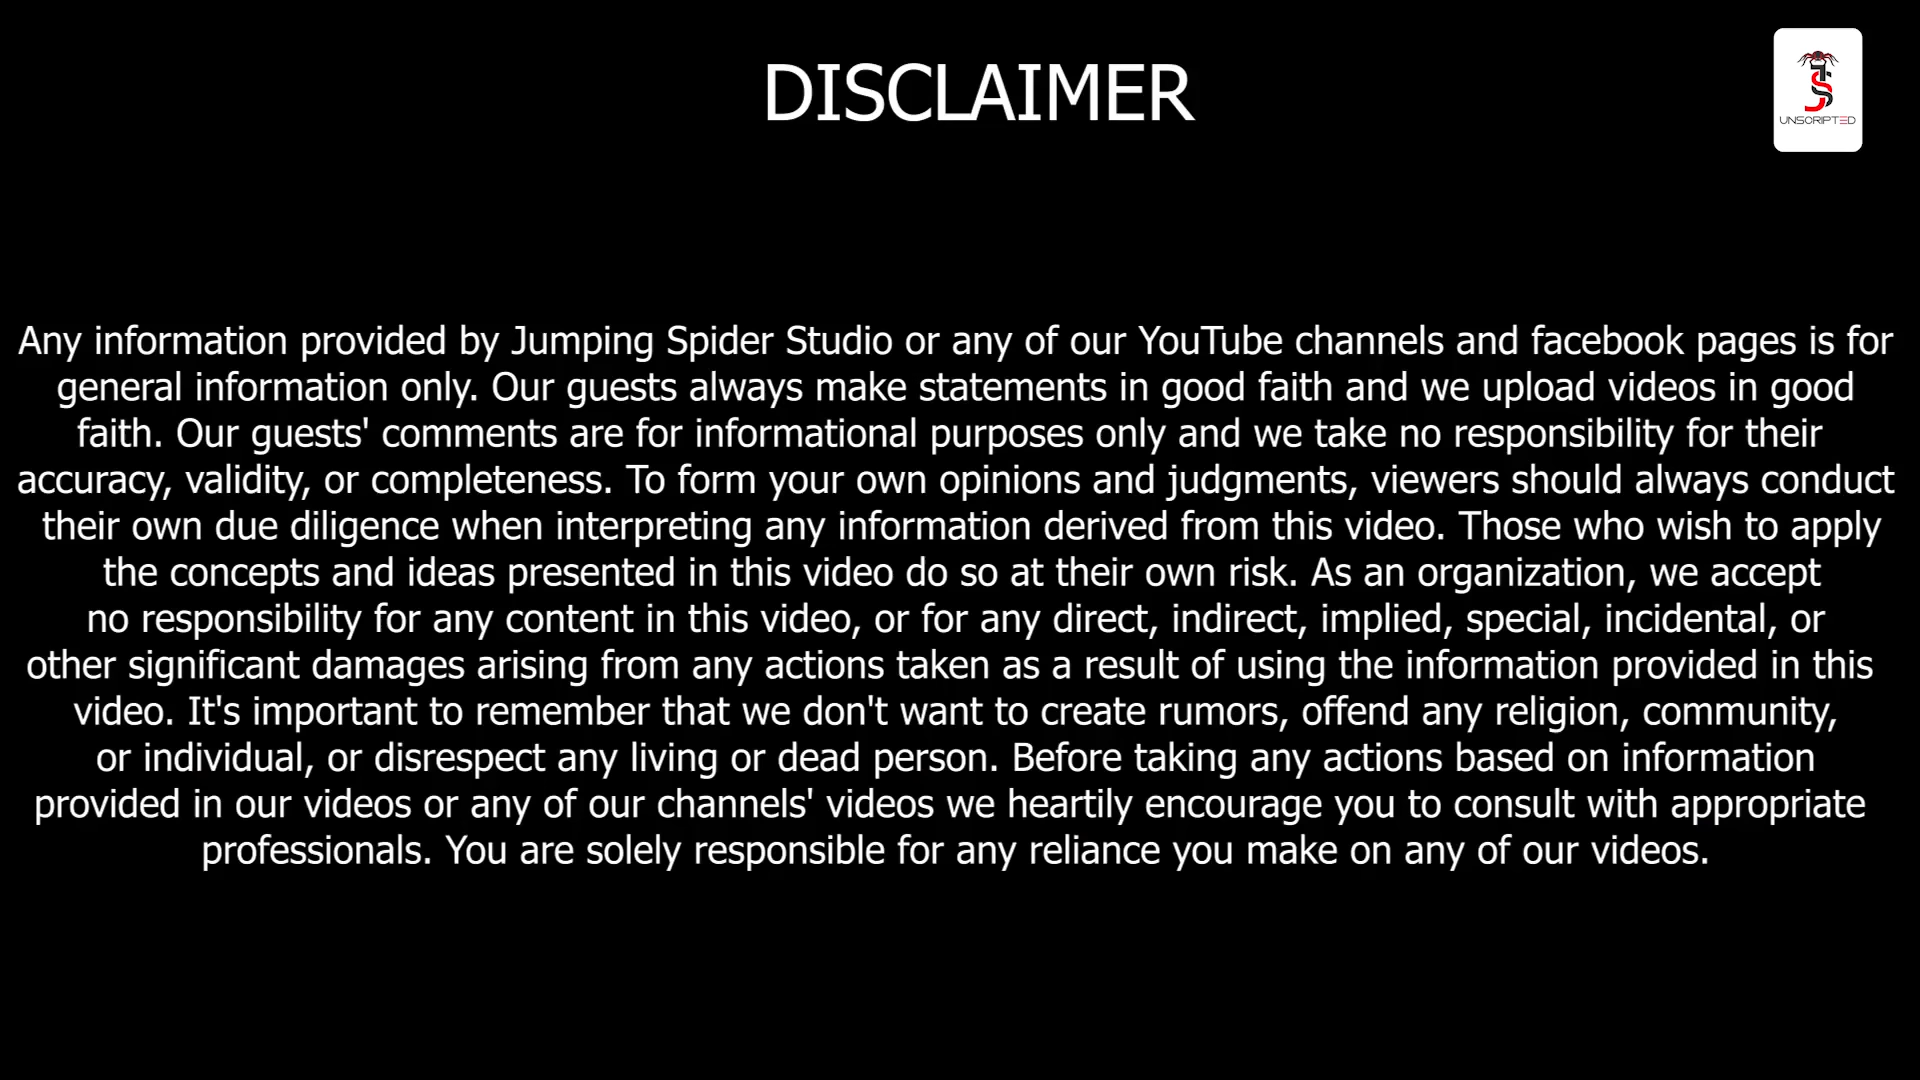 DISCLAIMER
UNSCRIPTED
Any information provided by Jumping Spider Studio or any of our YouTube channels and facebook pages is for
general information only. Our guests always make statements in good faith and we upload videos in good
faith. Our guests' comments are for informational purposes only and we take no responsibility for their
accuracy, validity, or completeness. To form your own opinions and judgments, viewers should always conduct
their own due diligence when interpreting any information derived from this video. Those who wish to apply
the concepts and ideas presented in this video do so at their own risk. As an organization, we accept
no responsibility for any content in this video, or for any direct, indirect, implied, special, incidental, or
other significant damages arising from any actions taken as a result of using the information provided in this
video. It's important to remember that we don't want to create rumors, offend any religion, community,
or individual, or disrespect any living or dead person. Before taking any actions based on information
provided in our videos or any of our channels' videos we heartily encourage you to consult with appropriate
professionals. You are solely responsible for any reliance you make on any of our videos.